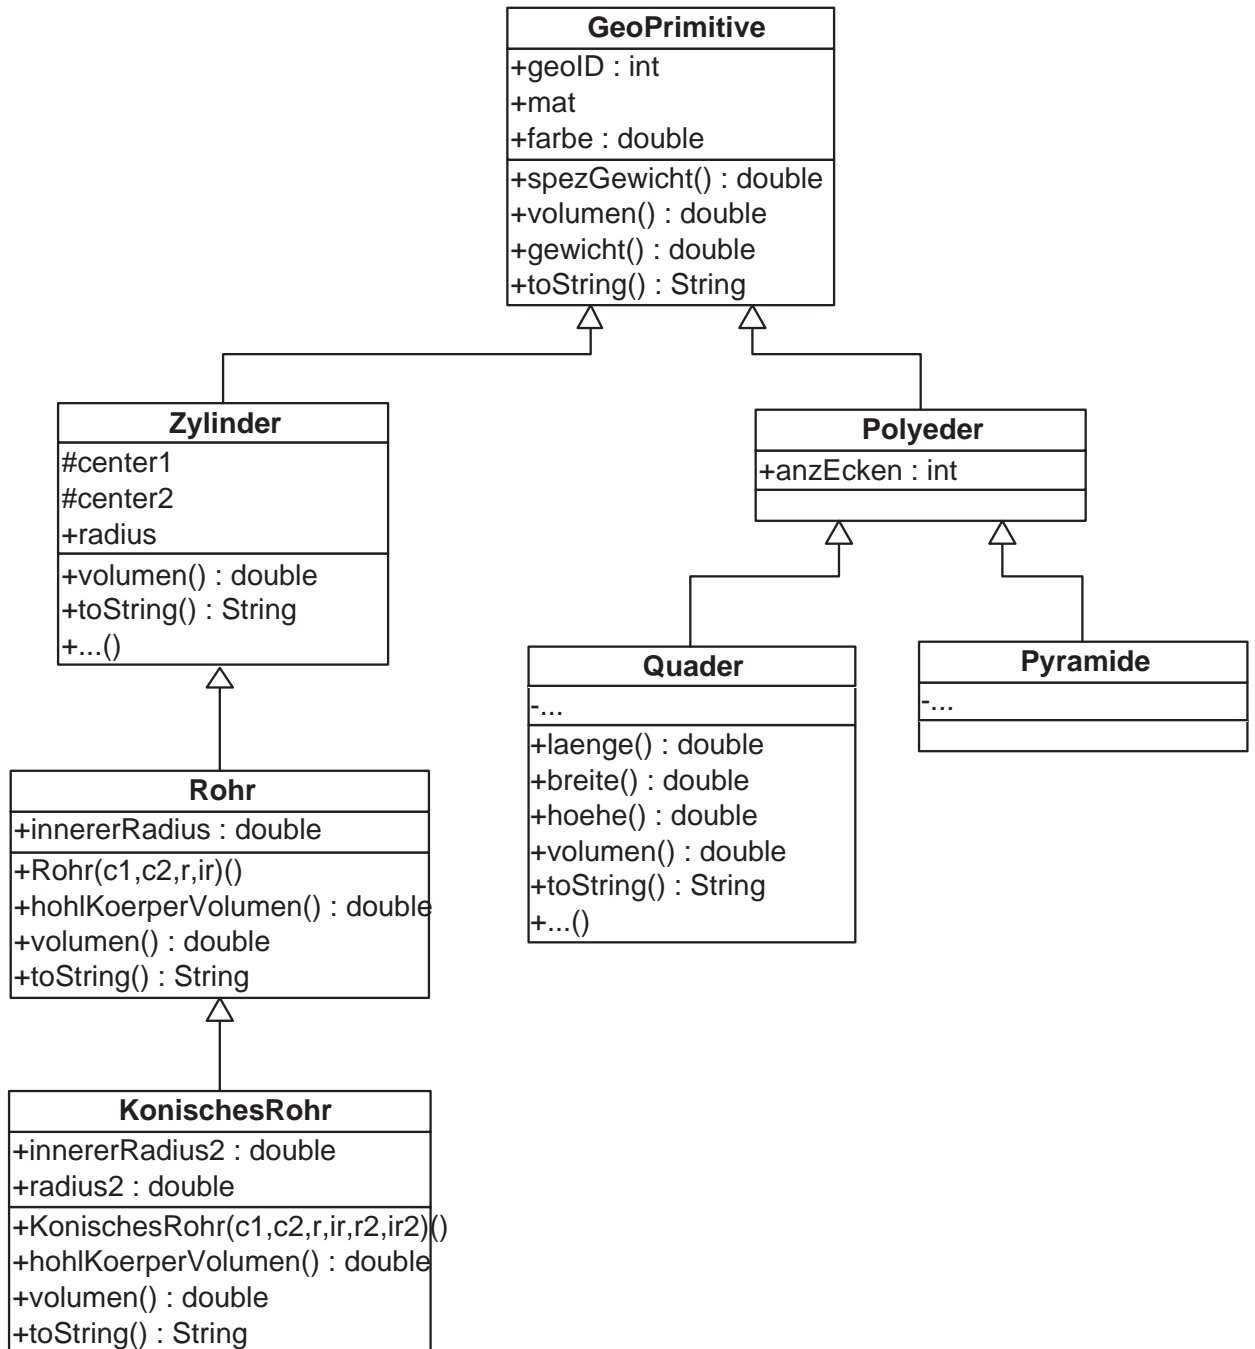 GeoPrimitive
+geoID : int
+mat
+farbe : double
+spezGewicht() : double
+volumen() : double
+gewicht() : double
+toString() : String
Zylinder
#center1
#center2
+radius
+volumen() : double
+toString() : String
+...()
Polyeder
+anzEcken : int
Quader
-...
+laenge() : double
+breite() : double
+hoehe() : double
+volumen() : double
+toString() : String
+...()
Pyramide
-...
Rohr
+innererRadius : double
+Rohr(c1,c2,r,ir)()
+hohlKoerperVolumen() : double
+volumen() : double
+toString() : String
KonischesRohr
+innererRadius2 : double
+radius2 : double
+KonischesRohr(c1,c2,r,ir,r2,ir2)()
+hohlKoerperVolumen() : double
+volumen() : double
+toString() : String